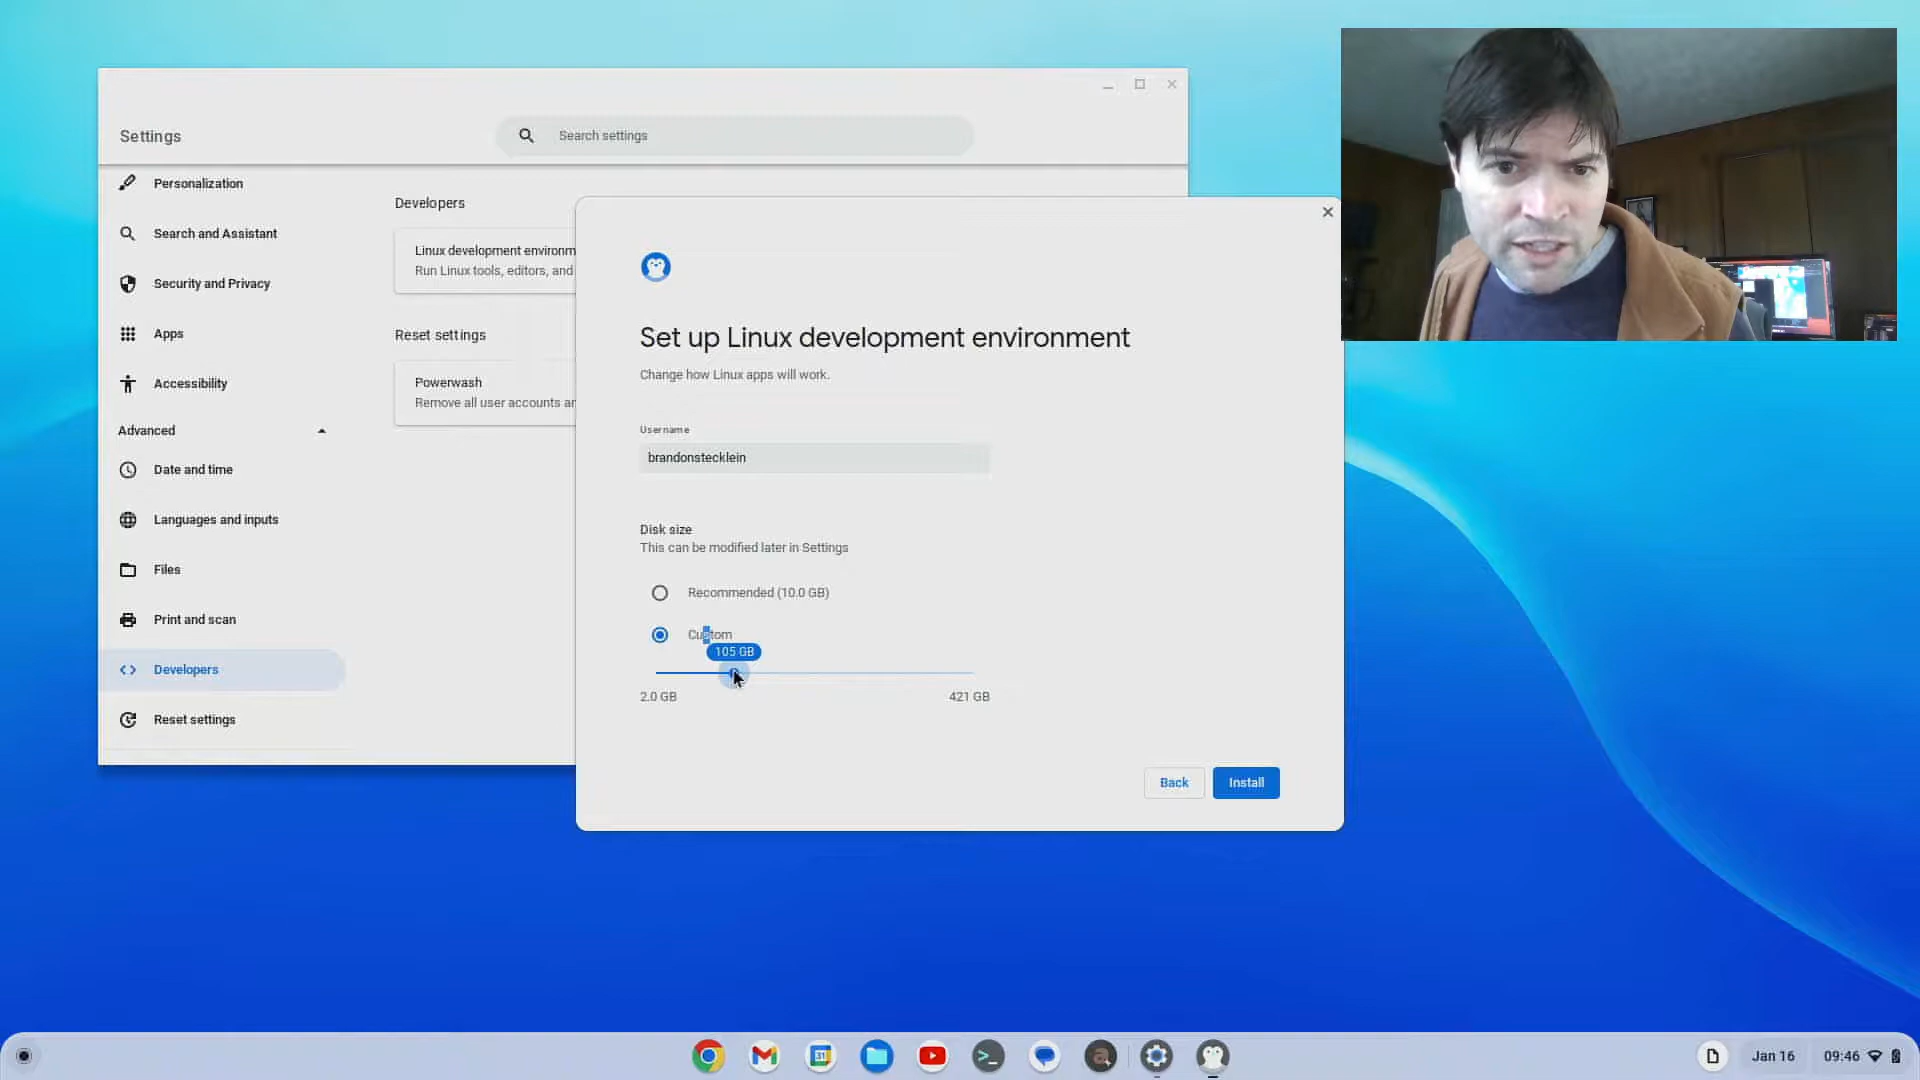 Settings
Search settings
Personalization
Search and Assistant
Security and Privacy
Apps
Accessibility
Advanced
Date and time
Languages and inputs
Files
Print and scan
Developers
Reset settings
Developers
Linux development environm
Run Linux tools, editors, and
Reset settings
Powerwash
Remove all user accounts an
Set up Linux development environment
Change how Linux apps will work.
Username
brandonstecklein
Disk size
This can be modified later in Settings
Recommended (10.0 GB)
Custom
105 GB
2.0 GB
421 GB
Back
Install
31
Jan 16
09:46